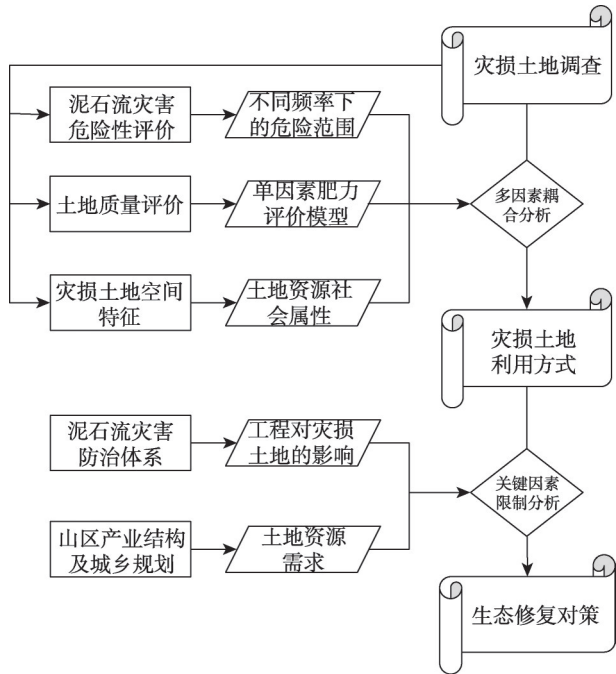 灾损土地调查
泥石流灾害
危险性评价
不同频率下
的危险范围
土地质量评价
单因素肥力
评价模型
多因素耦
合分析
灾损土地空间
特征
土地资源社
会属性
灾损土地
利用方式
泥石流灾害
防治体系
工程对灾损
土地的影响
关键因素
限制分析
山区产业结构
及城乡规划
土地资源
需求
生态修复对策